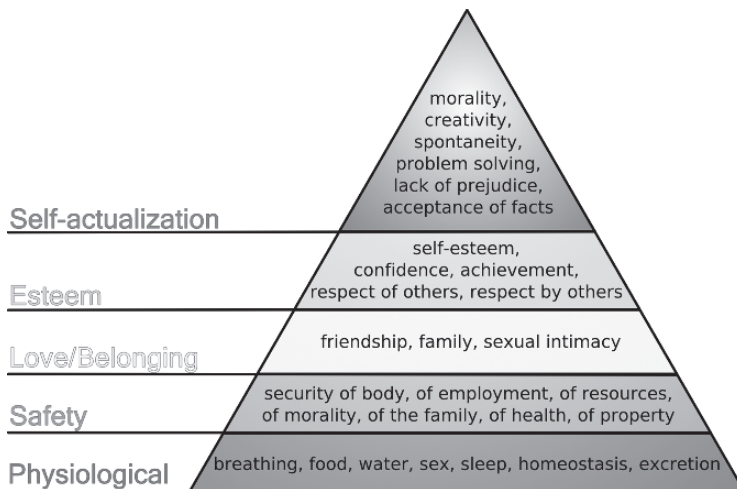 morality,
creativity,
spontaneity,
problem solving,
lack of prejudice,
acceptance of facts
Self-actualization
self-esteem,
confidence, achievement,
respect of others, respect by others
Esteem
friendship, family, sexual intimacy
Love/Belonging
security of body, of employment, of resources,
of morality, of the family, of health, of property
Safety
breathing, food, water, sex, sleep, homeostasis, excretion
Physiological